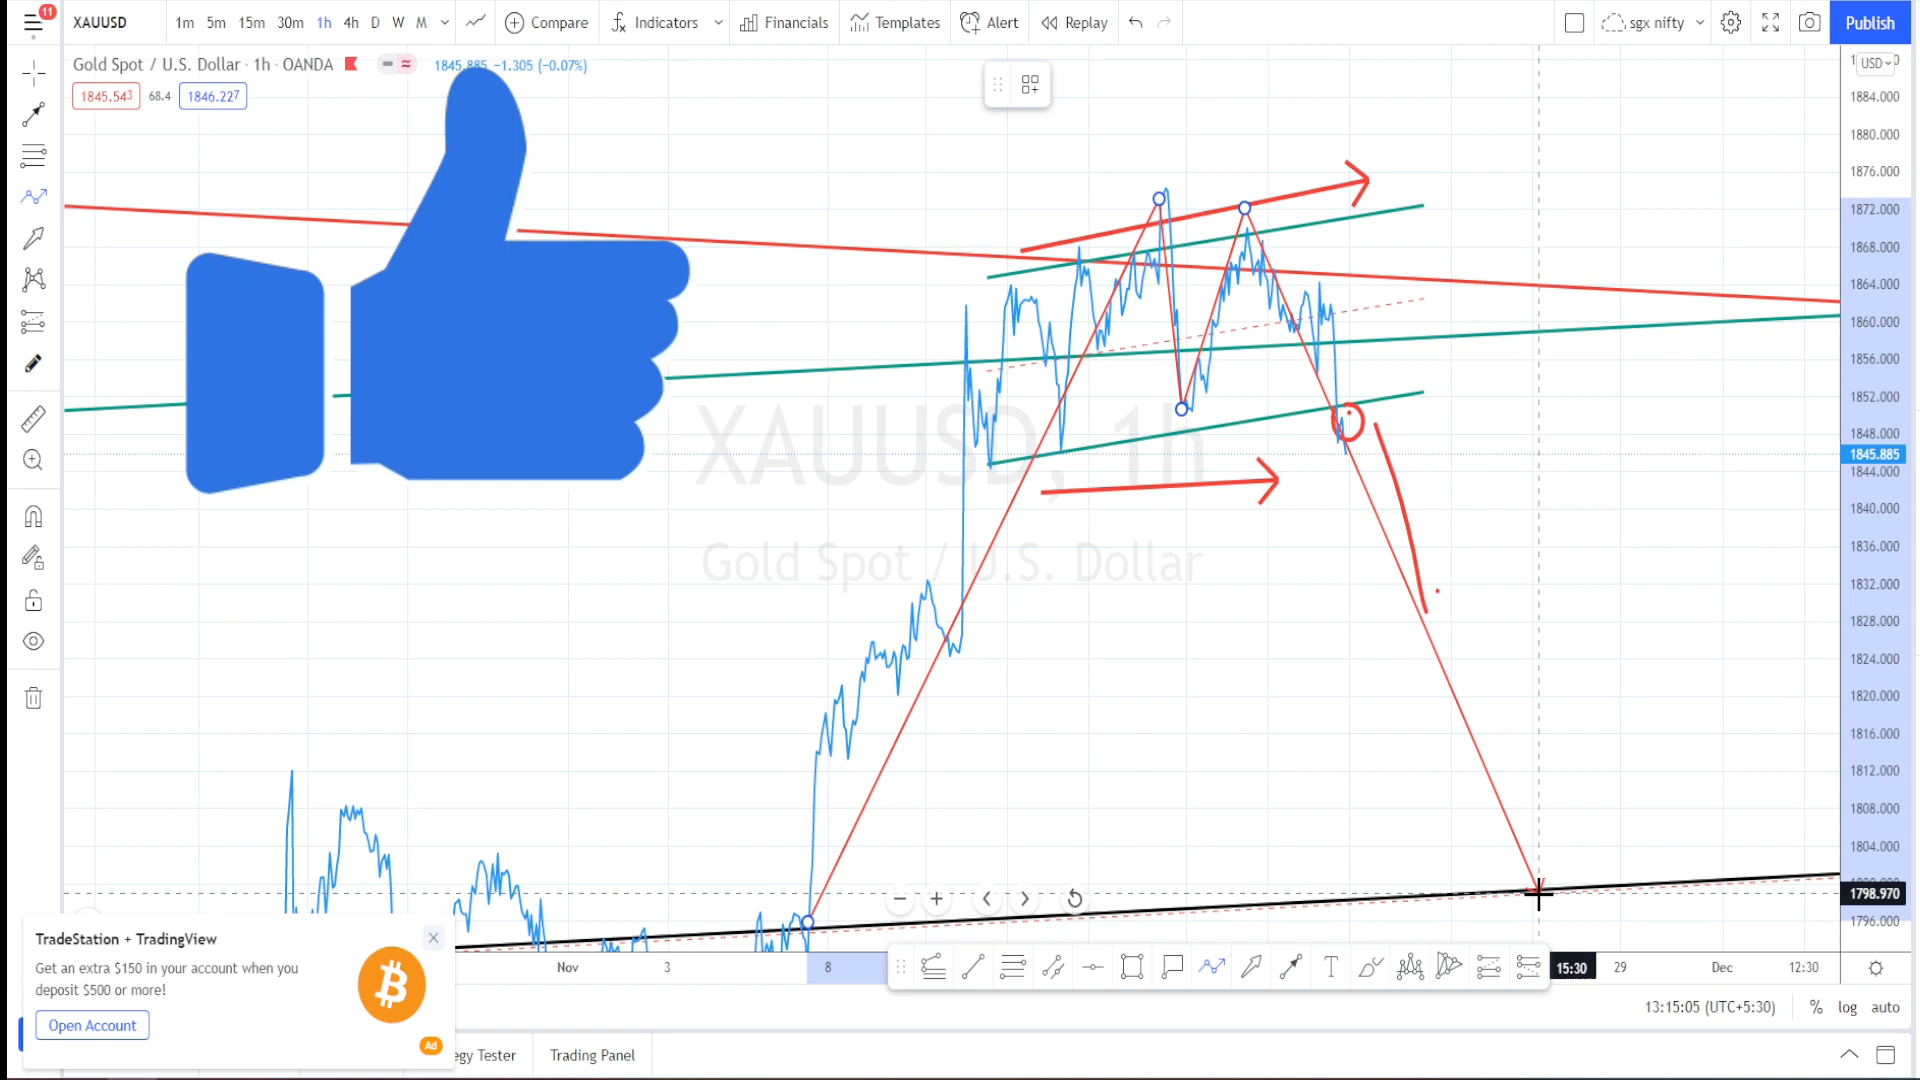 11
XAUUSD
1m 5m 15m 30m 1h 4h D W M
Compare
Indicators
Financials
Templates
Alert
Replay
sgx nifty
Publish
Gold Spot / U.S. Dollar · 1h · OANDA
1845.885 −1.305 (−0.07%)
1845.543 68.4 1846.227
USD
1884.000
1880.000
1876.000
1872.000
1868.000
1864.000
1860.000
1856.000
1852.000
1848.000
1845.885
1844.000
1840.000
1836.000
1832.000
1828.000
1824.000
1820.000
1816.000
1812.000
1808.000
1804.000
1798.970
1796.000
XAUUSD, 1h
Gold Spot / U.S. Dollar
Nov 3 8 15:30 29 Dec 12:30
TradeStation + TradingView
Get an extra $150 in your account when you
deposit $500 or more!
Open Account
Ad
13:15:05 (UTC+5:30) % log auto
egy Tester Trading Panel